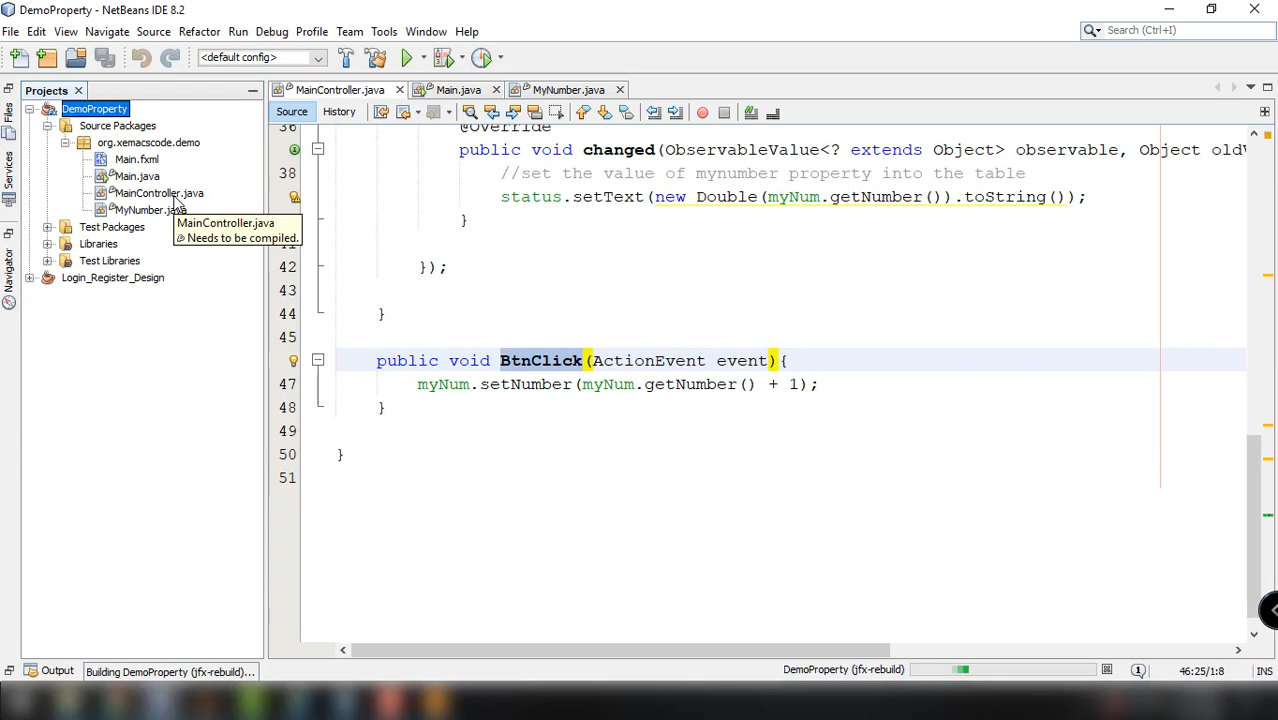 DemoProperty - NetBeans IDE 8.2
File Edit View Navigate Source Refactor Run Debug Profile Team Tools Window Help
Search (Ctrl+I)
<default config>
Projects
MainController.java
Main.java
MyNumber.java
Files
Services
Navigator
DemoProperty
Source Packages
org.xemacscode.demo
Main.fxml
Main.java
MainController.java
MyNumber.java
Test Packages
Libraries
Test Libraries
Login_Register_Design
MainController.java
Needs to be compiled.
Source History
36 @Override
public void changed(ObservableValue<? extends Object> observable, Object oldV
38 //set the value of mynumber property into the table
status.setText(new Double(myNum.getNumber()).toString());
}
42 });
43
44 }
45
public void BtnClick(ActionEvent event){
47 myNum.setNumber(myNum.getNumber() + 1);
48 }
49
50 }
51
Output
Building DemoProperty (jfx-rebuild)...
DemoProperty (jfx-rebuild)
1
46:25/1:8
INS